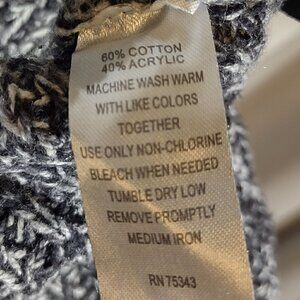 60% COTTON
40% ACRYLIC
MACHINE WASH WARM
WITH LIKE COLORS
TOGETHER
USE ONLY NON-CHLORINE
BLEACH WHEN NEEDED
TUMBLE DRY LOW
REMOVE PROMPTLY
MEDIUM IRON
RN 75343